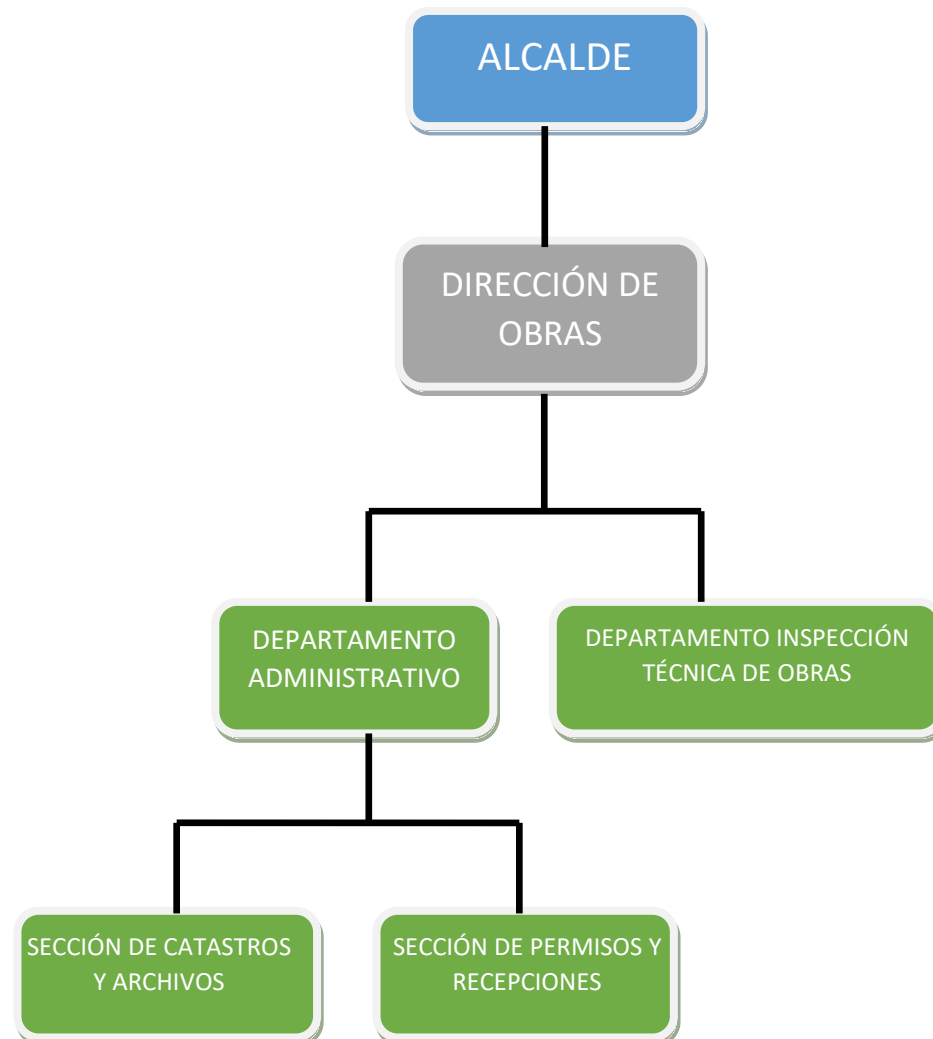 ALCALDE
DIRECCIÓN DE
OBRAS
DEPARTAMENTO
ADMINISTRATIVO
DEPARTAMENTO INSPECCIÓN
TÉCNICA DE OBRAS
SECCIÓN DE CATASTROS
Y ARCHIVOS
SECCIÓN DE PERMISOS Y
RECEPCIONES